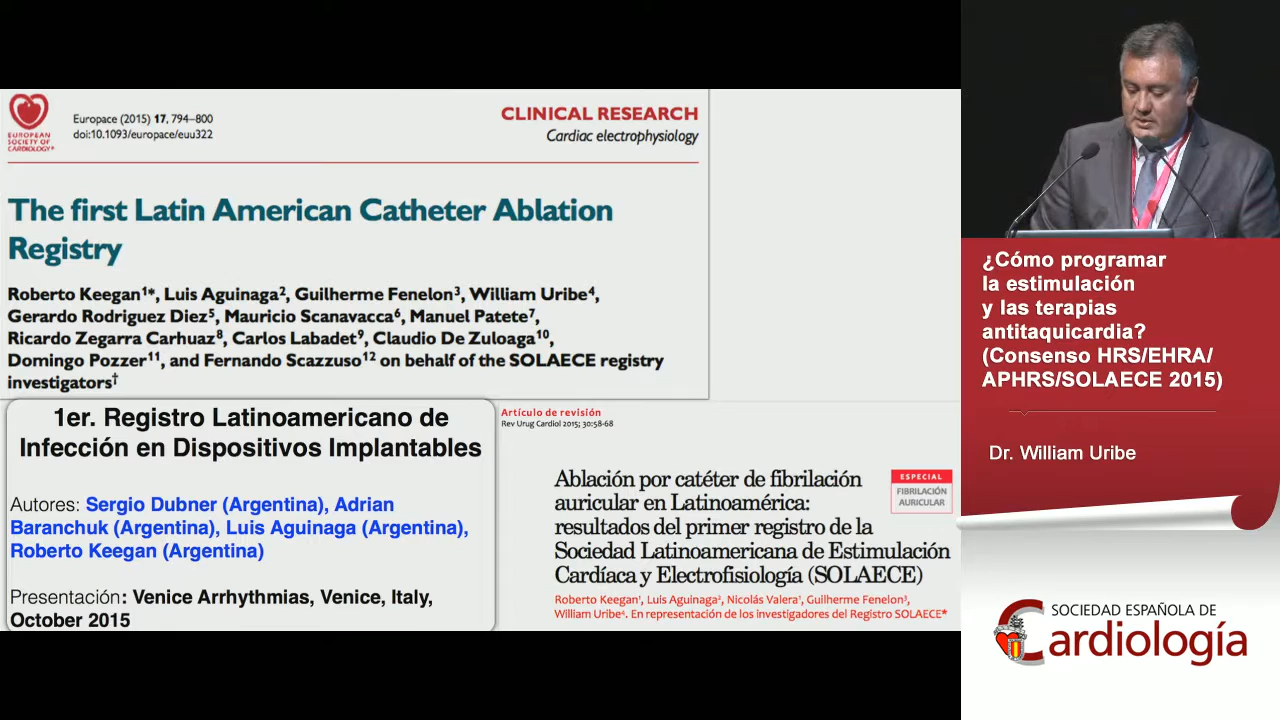 EUROPEAN
SOCIETY OF
CARDIOLOGY®
Europace (2015) 17, 794–800
doi:10.1093/europace/euu322
CLINICAL RESEARCH
Cardiac electrophysiology
The first Latin American Catheter Ablation
Registry
Roberto Keegan1*, Luis Aguinaga2, Guilherme Fenelon3, William Uribe4,
Gerardo Rodriguez Diez5, Mauricio Scanavacca6, Manuel Patete7,
Ricardo Zegarra Carhuaz8, Carlos Labadet9, Claudio De Zuloaga10,
Domingo Pozzer11, and Fernando Scazzuso12 on behalf of the SOLAECE registry
investigators†
1er. Registro Latinoamericano de
Infección en Dispositivos Implantables
Autores: Sergio Dubner (Argentina), Adrian
Baranchuk (Argentina), Luis Aguinaga (Argentina),
Roberto Keegan (Argentina)
Presentación: Venice Arrhythmias, Venice, Italy,
October 2015
Artículo de revisión
Rev Urug Cardiol 2015; 30:58-68
Ablación por catéter de fibrilación
auricular en Latinoamérica:
resultados del primer registro de la
Sociedad Latinoamericana de Estimulación
Cardíaca y Electrofisiología (SOLAECE)
ESPECIAL
FIBRILACIÓN
AURICULAR
Roberto Keegan1, Luis Aguinaga2, Nicolás Valera1, Guilherme Fenelon3,
William Uribe4. En representación de los investigadores del Registro SOLAECE*
¿Cómo programar
la estimulación
y las terapias
antitaquicardia?
(Consenso HRS/EHRA/
APHRS/SOLAECE 2015)
Dr. William Uribe
SOCIEDAD ESPAÑOLA DE
Cardiología